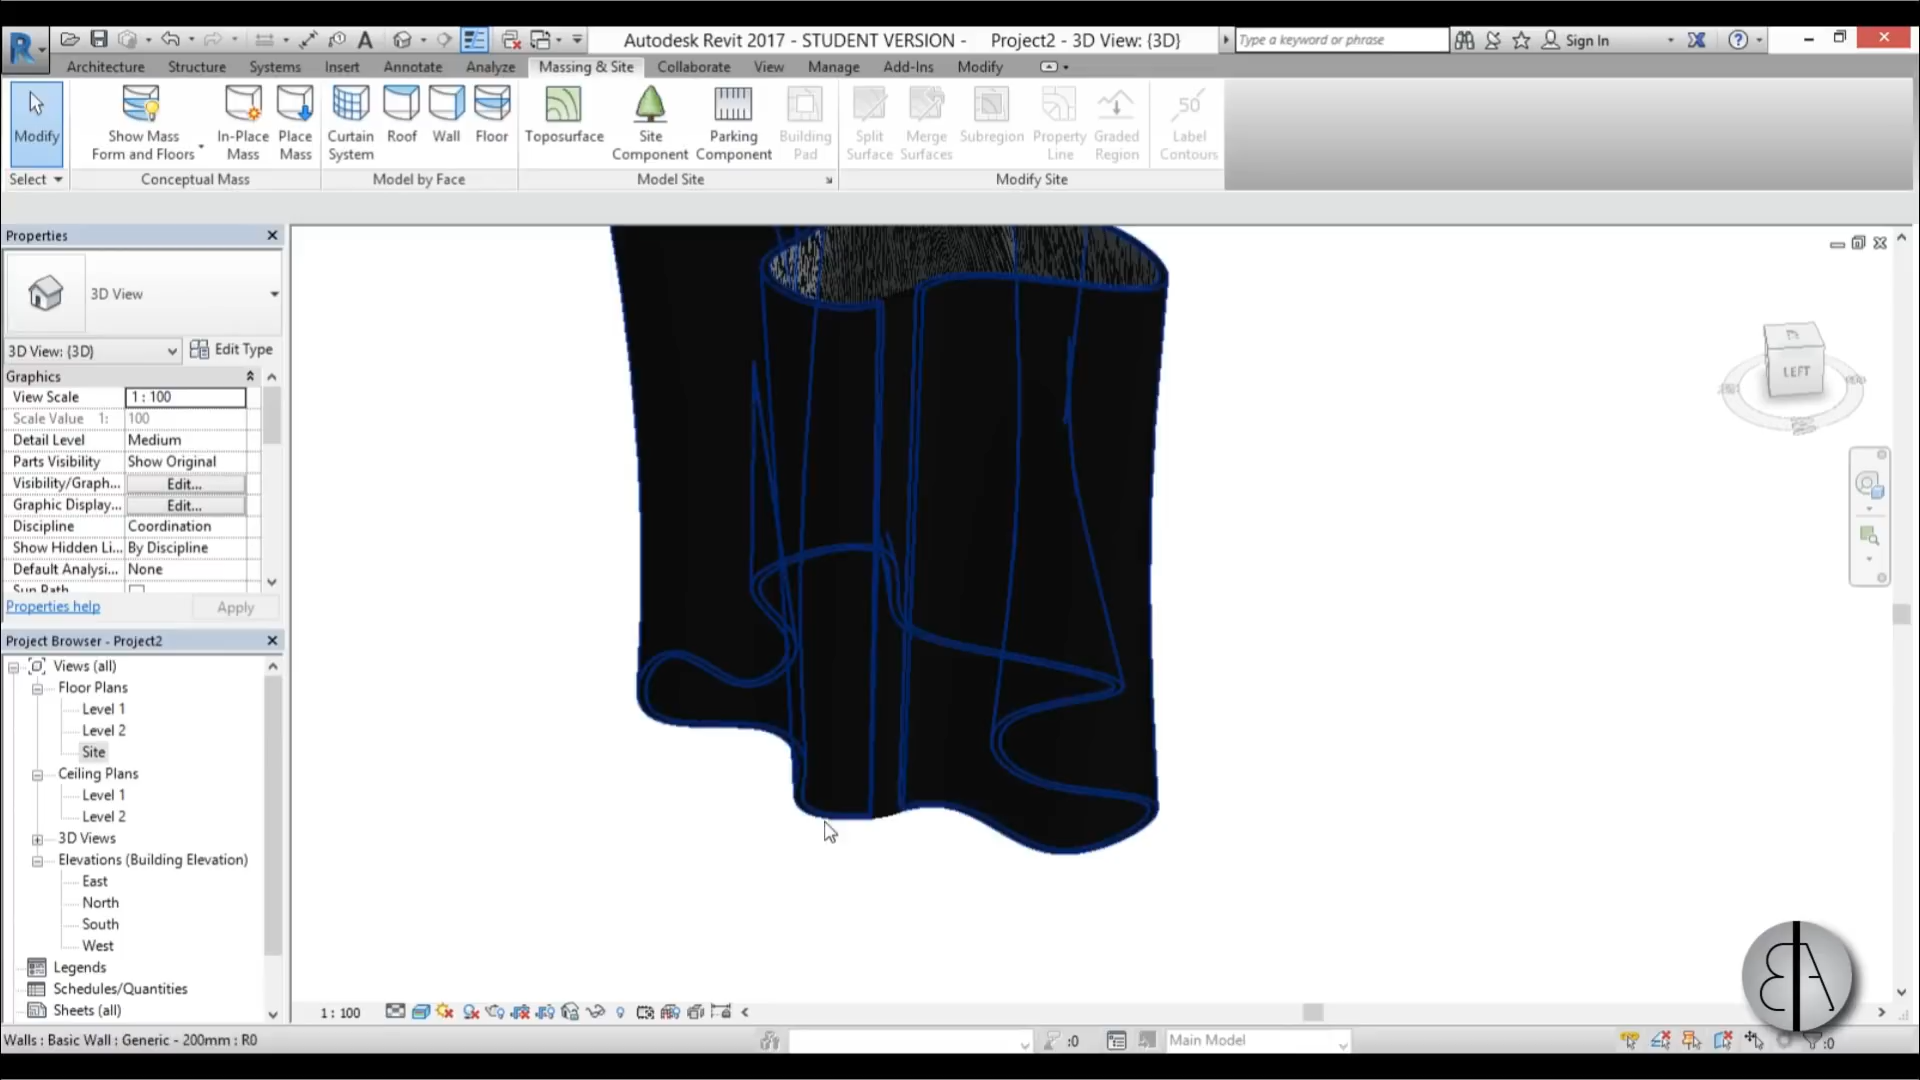 Autodesk Revit 2017 - STUDENT VERSION - Project2 - 3D View: {3D}
Type a keyword or phrase
Sign In
Architecture Structure Systems Insert Annotate Analyze Massing & Site Collaborate View Manage Add-Ins Modify
Modify
Show Mass
Form and Floors
In-Place
Mass
Place
Mass
Curtain
System
Roof
Wall
Floor
Toposurface
Site
Component
Parking
Component
Building
Pad
Split
Surface
Merge
Surfaces
Subregion
Property
Line
Graded
Region
50
Label
Contours
Select
Conceptual Mass
Model by Face
Model Site
Modify Site
Properties
3D View
3D View: {3D}
Edit Type
Graphics
View Scale 1 : 100
Scale Value 1: 100
Detail Level Medium
Parts Visibility Show Original
Visibility/Graph... Edit...
Graphic Display... Edit...
Discipline Coordination
Show Hidden Li... By Discipline
Default Analysi... None
Sun Path
Properties help
Apply
Project Browser - Project2
Views (all)
Floor Plans
Level 1
Level 2
Site
Ceiling Plans
Level 1
Level 2
3D Views
Elevations (Building Elevation)
East
North
South
West
Legends
Schedules/Quantities
Sheets (all)
LEFT
1 : 100
Walls : Basic Wall : Generic - 200mm : R0
:0
Main Model
:0